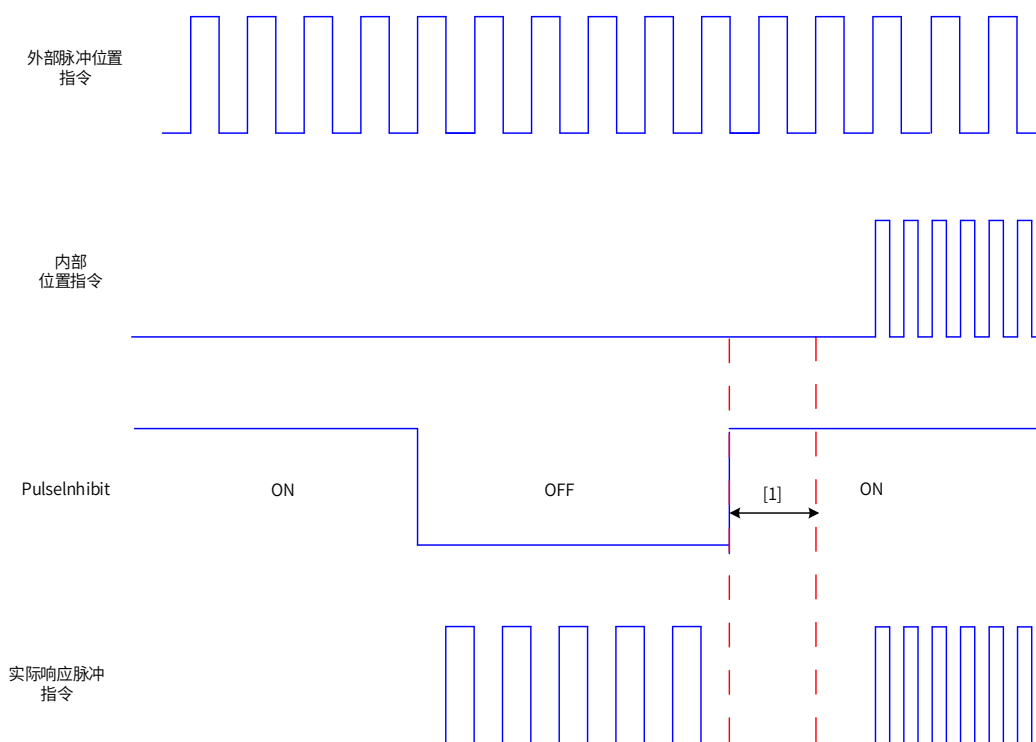 外部脉冲位置
指令
内部
位置指令
PulseInhibit
ON
OFF
[1]
ON
实际响应脉冲
指令